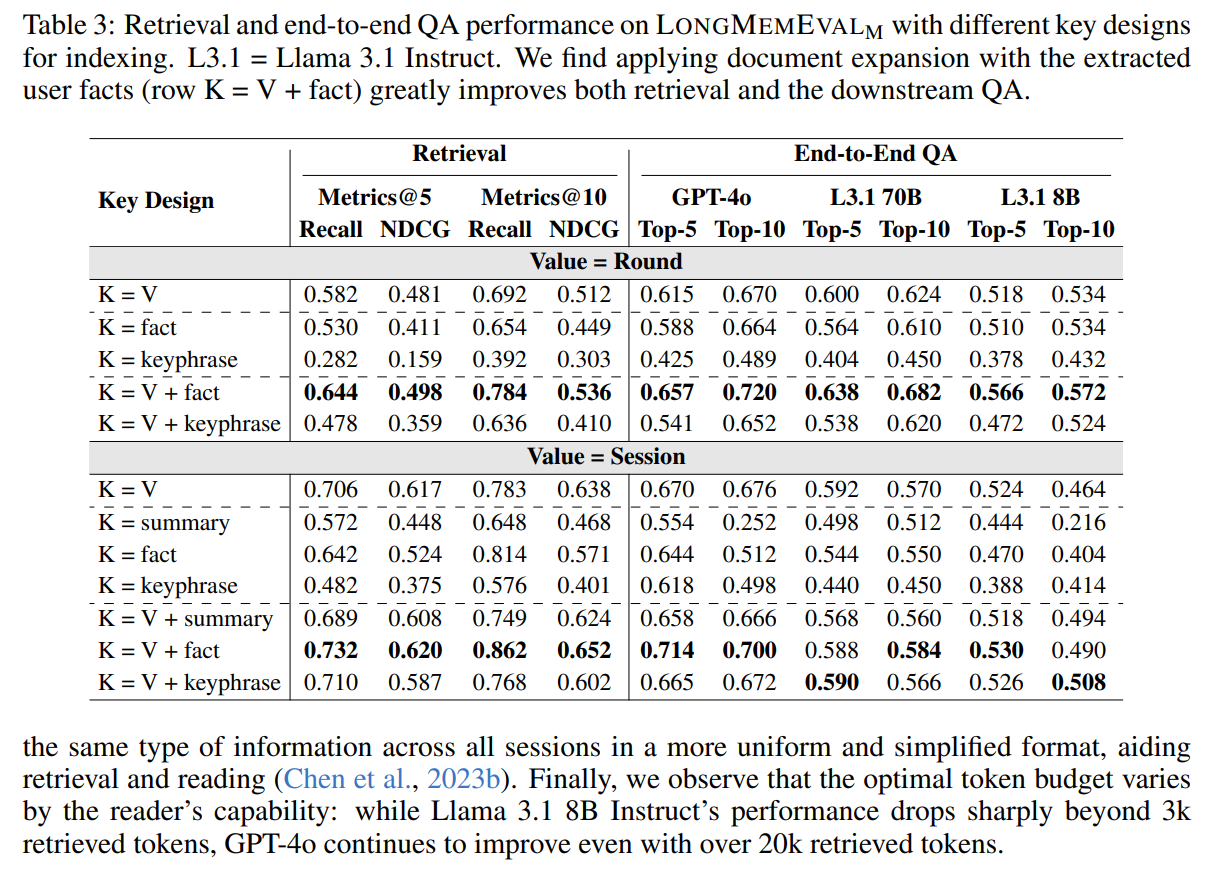 Table 3: Retrieval and end-to-end QA performance on LONGMEMEVALM with different key designs
for indexing. L3.1 = Llama 3.1 Instruct. We find applying document expansion with the extracted
user facts (row K = V + fact) greatly improves both retrieval and the downstream QA.
Key Design Retrieval End-to-End QA
Metrics@5 Metrics@10 GPT-4o L3.1 70B L3.1 8B
Recall NDCG Recall NDCG Top-5 Top-10 Top-5 Top-10 Top-5 Top-10
Value = Round
K = V 0.582 0.481 0.692 0.512 0.615 0.670 0.600 0.624 0.518 0.534
K = fact 0.530 0.411 0.654 0.449 0.588 0.664 0.564 0.610 0.510 0.534
K = keyphrase 0.282 0.159 0.392 0.303 0.425 0.489 0.404 0.450 0.378 0.432
K = V + fact 0.644 0.498 0.784 0.536 0.657 0.720 0.638 0.682 0.566 0.572
K = V + keyphrase 0.478 0.359 0.636 0.410 0.541 0.652 0.538 0.620 0.472 0.524
Value = Session
K = V 0.706 0.617 0.783 0.638 0.670 0.676 0.592 0.570 0.524 0.464
K = summary 0.572 0.448 0.648 0.468 0.554 0.252 0.498 0.512 0.444 0.216
K = fact 0.642 0.524 0.814 0.571 0.644 0.512 0.544 0.550 0.470 0.404
K = keyphrase 0.482 0.375 0.576 0.401 0.618 0.498 0.440 0.450 0.388 0.414
K = V + summary 0.689 0.608 0.749 0.624 0.658 0.666 0.568 0.560 0.518 0.494
K = V + fact 0.732 0.620 0.862 0.652 0.714 0.700 0.588 0.584 0.530 0.490
K = V + keyphrase 0.710 0.587 0.768 0.602 0.665 0.672 0.590 0.566 0.526 0.508
the same type of information across all sessions in a more uniform and simplified format, aiding
retrieval and reading (Chen et al., 2023b). Finally, we observe that the optimal token budget varies
by the reader's capability: while Llama 3.1 8B Instruct's performance drops sharply beyond 3k
retrieved tokens, GPT-4o continues to improve even with over 20k retrieved tokens.